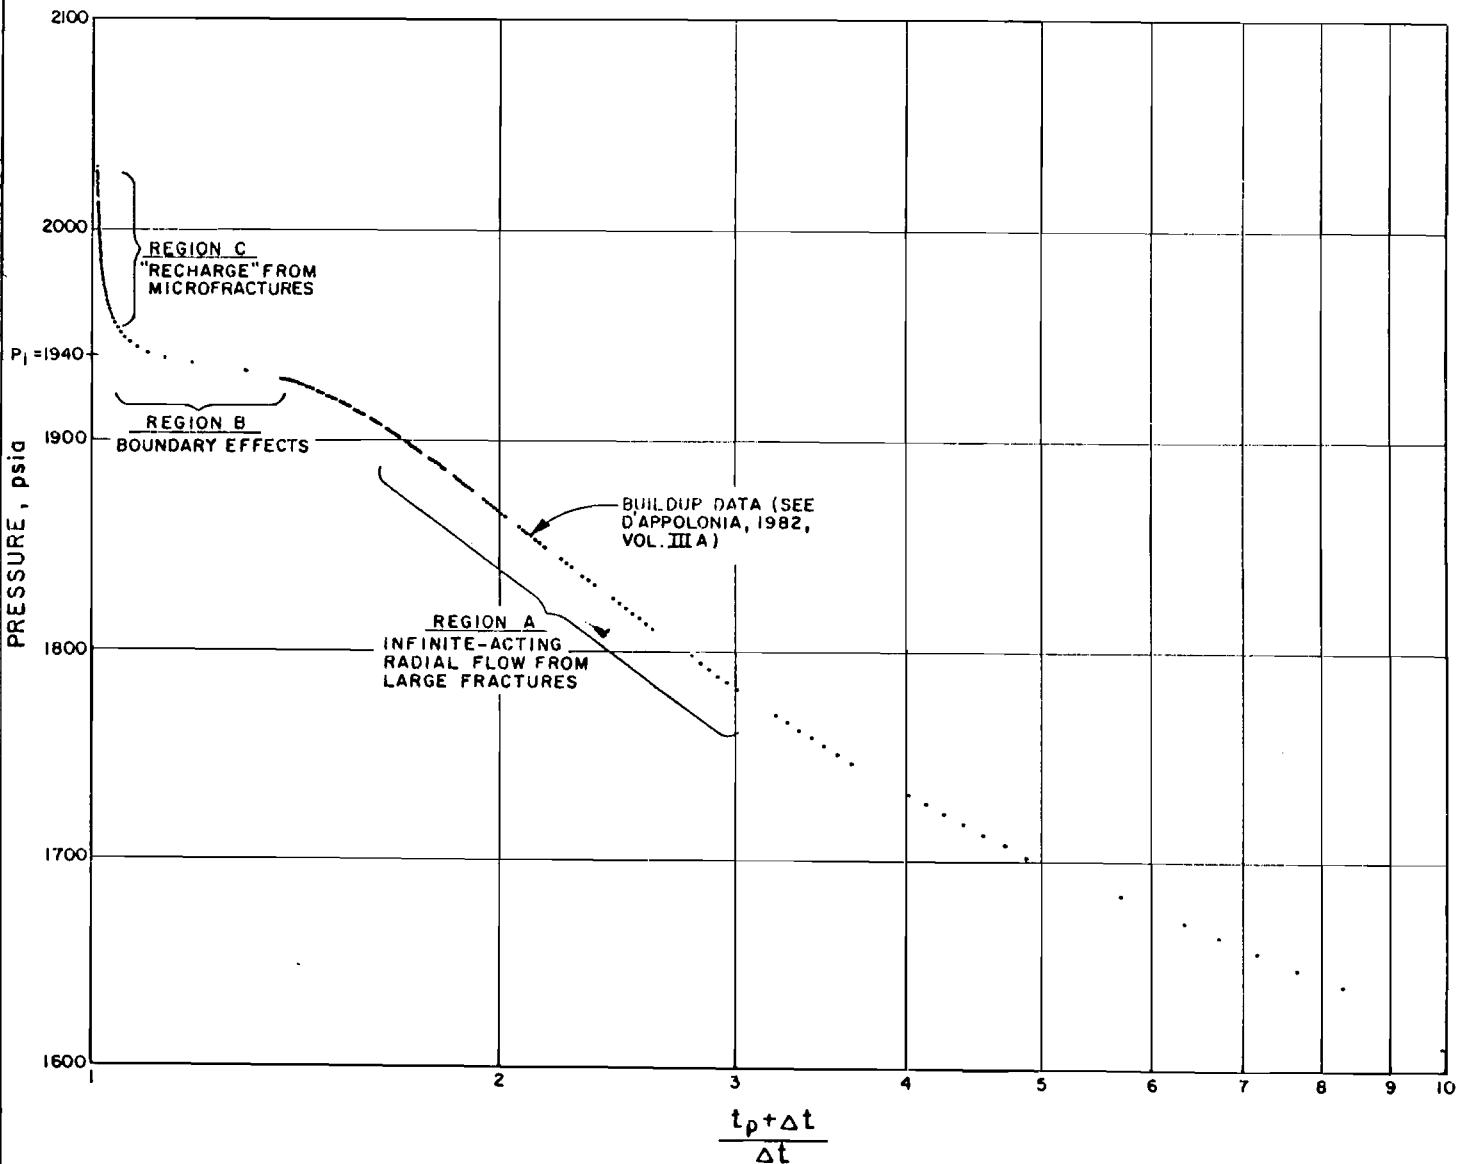 2100
2000
P₁ =1940
1900
1800
1700
1600
PRESSURE, psia
REGION C
"RECHARGE" FROM
MICROFRACTURES
REGION B
BOUNDARY EFFECTS
BUILDUP DATA (SEE
D'APPOLONIA, 1982,
VOL. III A)
REGION A
INFINITE-ACTING
RADIAL FLOW FROM
LARGE FRACTURES
1 2 3 4 5 6 7 8 9 10
tp + Δt
Δt